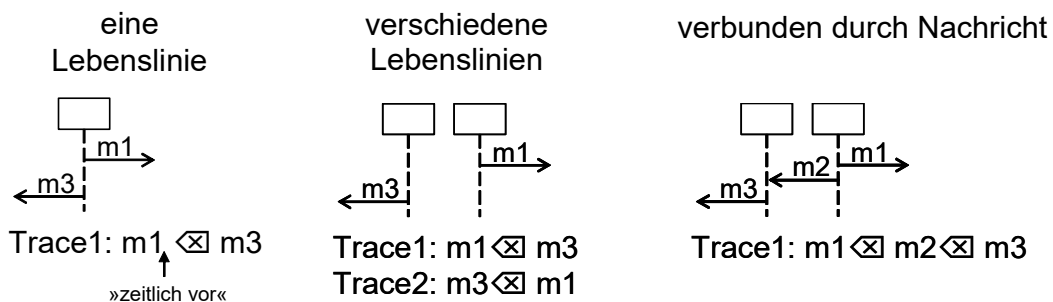 eine
Lebenslinie
m1
m3
Trace1: m1 ⌫ m3
»zeitlich vor«
verschiedene
Lebenslinien
m1
m3
Trace1: m1 ⌫ m3
Trace2: m3 ⌫ m1
verbunden durch Nachricht
m1
m2
m3
Trace1: m1 ⌫ m2 ⌫ m3